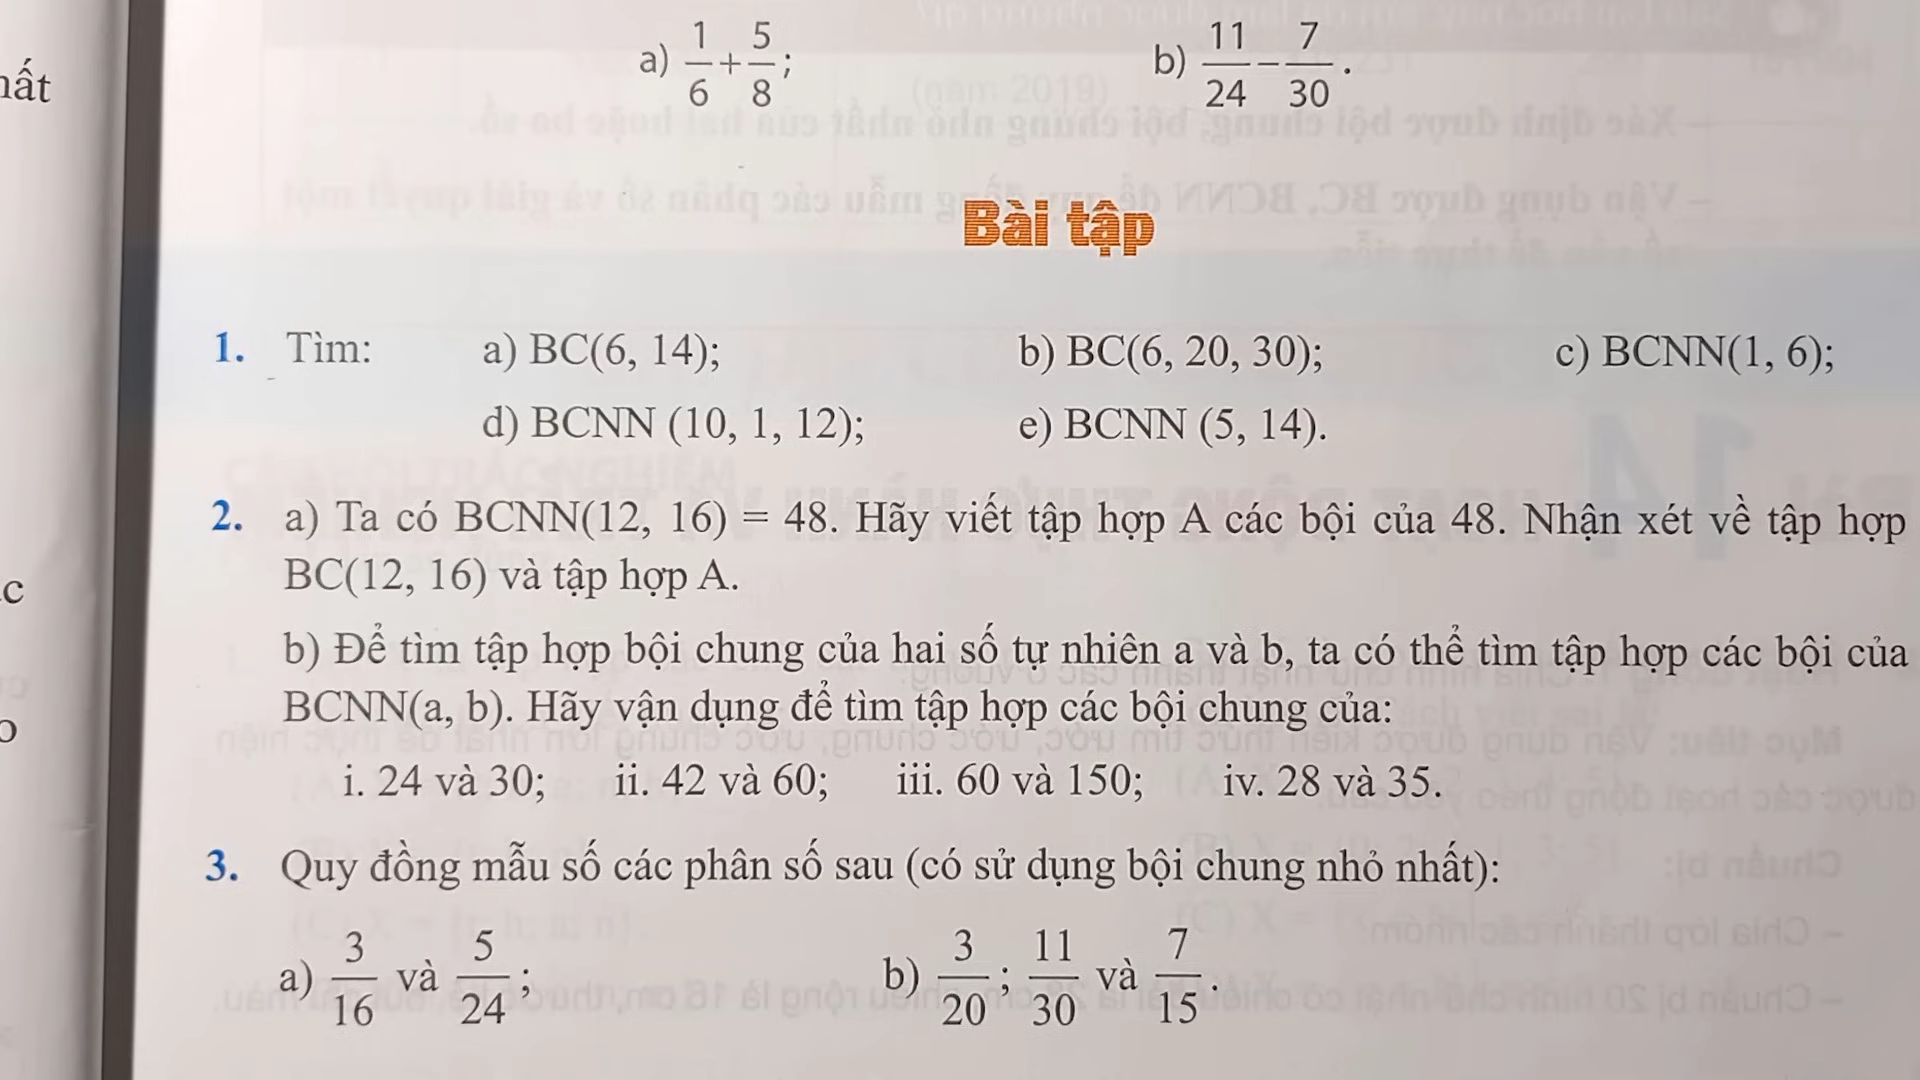 ất
a) 1/6 + 5/8;
b) 11/24 − 7/30.
Bài tập
1. Tìm: a) BC(6, 14); b) BC(6, 20, 30); c) BCNN(1, 6);
d) BCNN (10, 1, 12); e) BCNN (5, 14).
2. a) Ta có BCNN(12, 16) = 48. Hãy viết tập hợp A các bội của 48. Nhận xét về tập hợp
BC(12, 16) và tập hợp A.
c
b) Để tìm tập hợp bội chung của hai số tự nhiên a và b, ta có thể tìm tập hợp các bội của
BCNN(a, b). Hãy vận dụng để tìm tập hợp các bội chung của:
i. 24 và 30; ii. 42 và 60; iii. 60 và 150; iv. 28 và 35.
3. Quy đồng mẫu số các phân số sau (có sử dụng bội chung nhỏ nhất):
a) 3/16 và 5/24;
b) 3/20; 11/30 và 7/15.